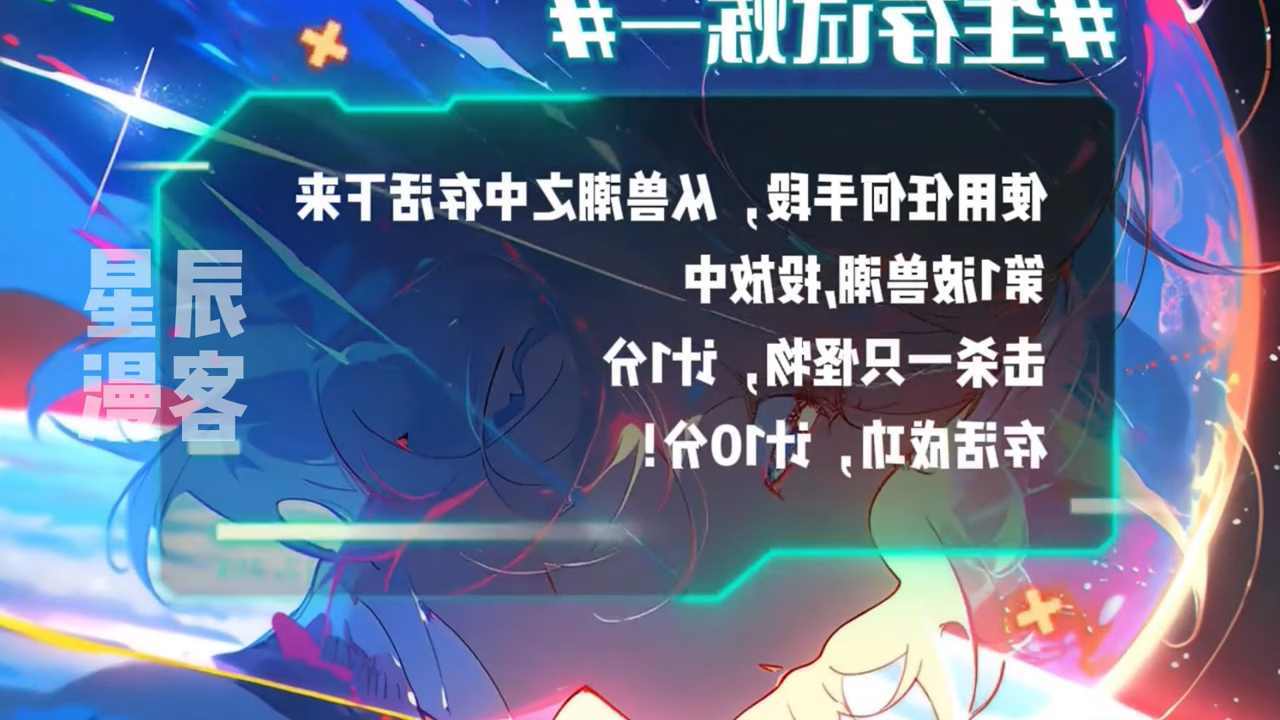 #生存试炼一#
使用任何手段，从兽潮之中存活下来
第1波兽潮,投放中
击杀一只怪物，计1分
存活成功，计10分！
星辰
漫客